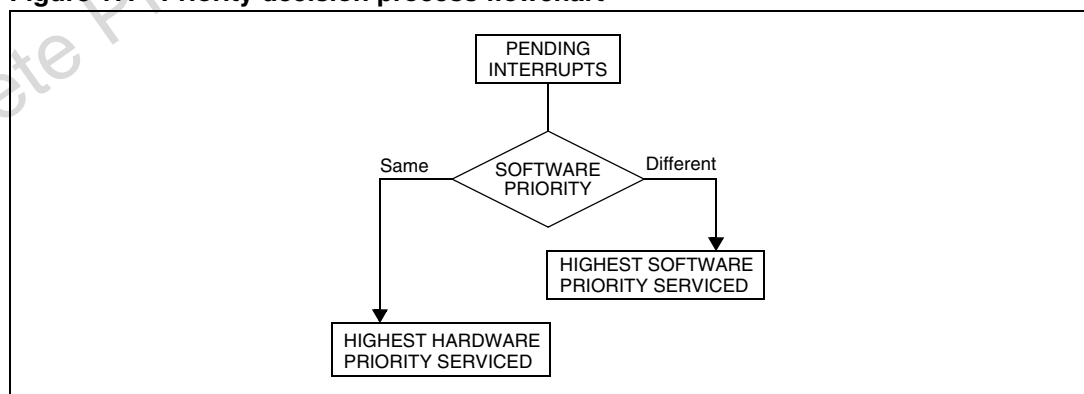 PENDING
INTERRUPTS
Same
SOFTWARE
PRIORITY
Different
HIGHEST SOFTWARE
PRIORITY SERVICED
HIGHEST HARDWARE
PRIORITY SERVICED